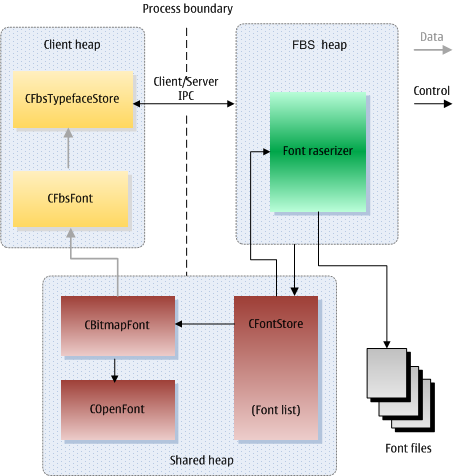 Process boundary
Client heap
FBS heap
Data
CFbsTypefaceStore
Client/Server
IPC
Control
Font raserizer
CFbsFont
CBitmapFont
CFontStore
COpenFont
(Font list)
Font files
Shared heap